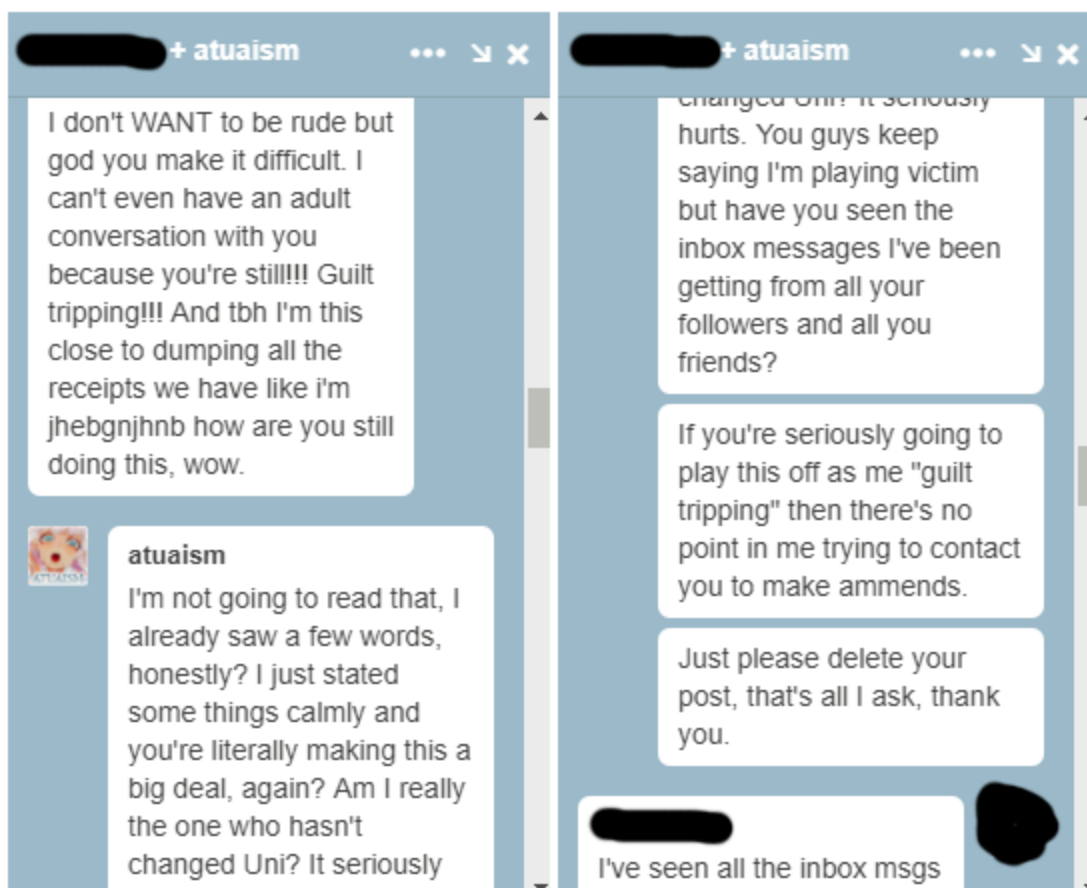 + atuaism
I don't WANT to be rude but
god you make it difficult. I
can't even have an adult
conversation with you
because you're still!!! Guilt
tripping!!! And tbh I'm this
close to dumping all the
receipts we have like i'm
jhebgnjhnb how are you still
doing this, wow.
ATUAISM
atuaism
I'm not going to read that, I
already saw a few words,
honestly? I just stated
some things calmly and
you're literally making this a
big deal, again? Am I really
the one who hasn't
changed Uni? It seriously
+ atuaism
changed Uni? It seriously
hurts. You guys keep
saying I'm playing victim
but have you seen the
inbox messages I've been
getting from all your
followers and all you
friends?
If you're seriously going to
play this off as me "guilt
tripping" then there's no
point in me trying to contact
you to make ammends.
Just please delete your
post, that's all I ask, thank
you.
I've seen all the inbox msgs